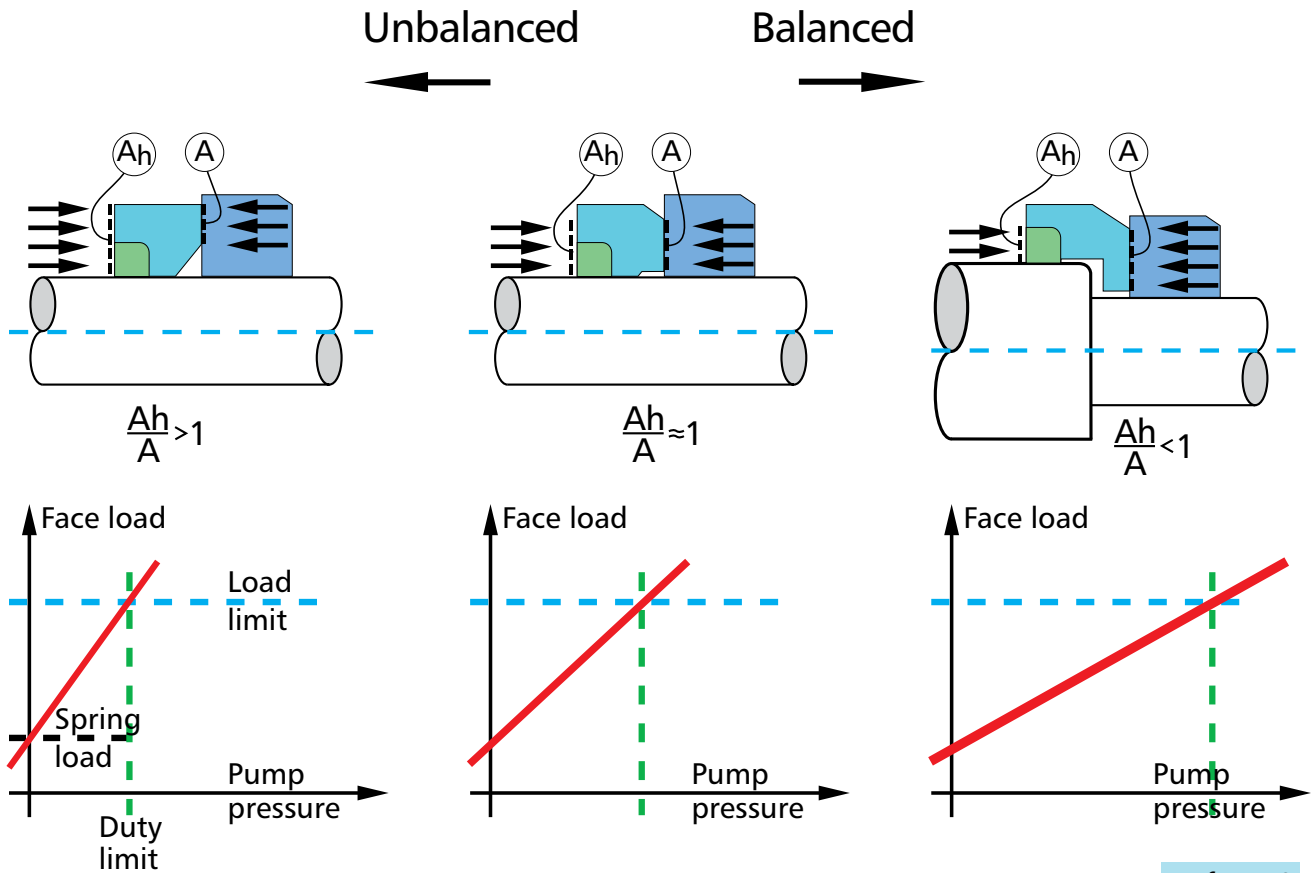 Unbalanced
Balanced
Ah
A
Ah
A
Ah
A
Ah
A >1
Ah
A ≈1
Ah
A <1
Face load
Load
limit
Spring
load
Pump
pressure
Duty
limit
Face load
Pump
pressure
Face load
Pump
pressure